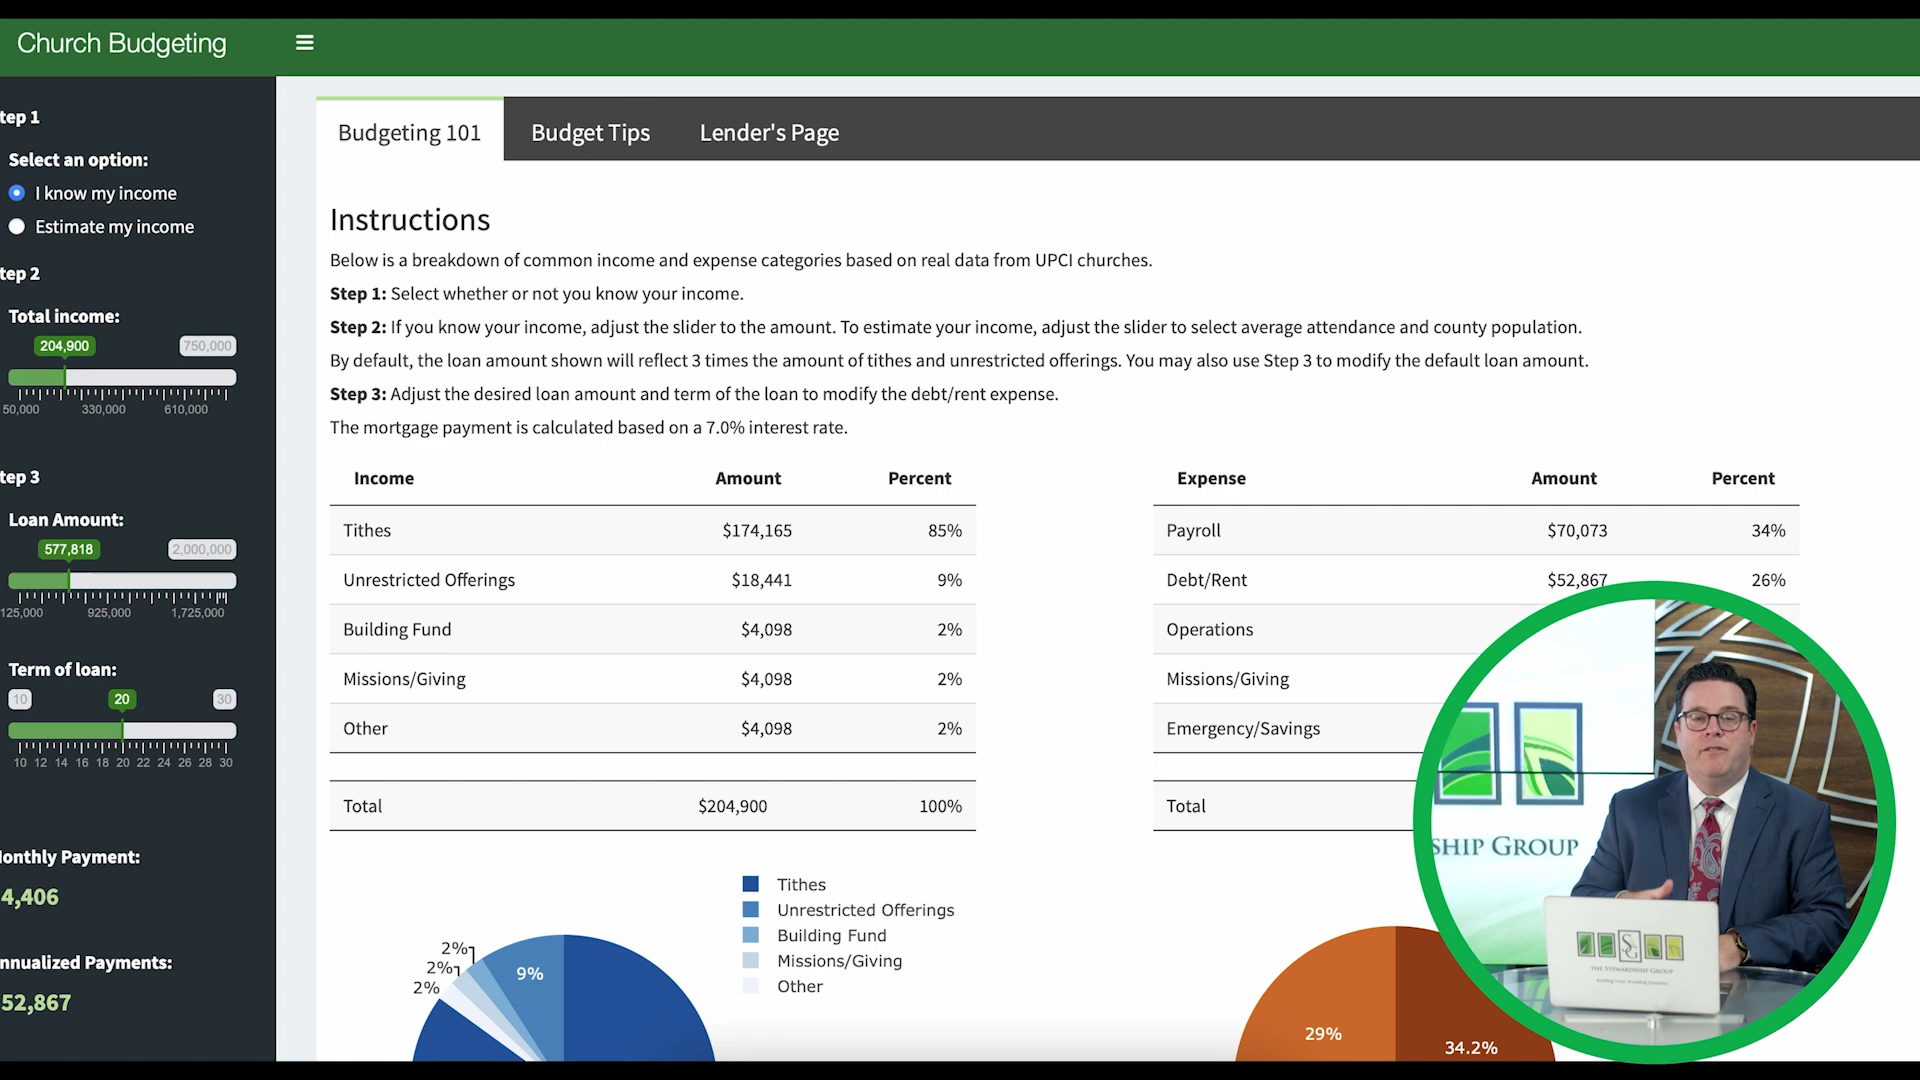 Church Budgeting
tep 1
Select an option:
I know my income
Estimate my income
tep 2
Total income:
204,900
750,000
50,000 330,000 610,000
tep 3
Loan Amount:
577,818
2,000,000
125,000 925,000 1,725,000
Term of loan:
10 20 30
10 12 14 16 18 20 22 24 26 28 30
onthly Payment:
4,406
nnualized Payments:
52,867
Budgeting 101 Budget Tips Lender's Page
Instructions
Below is a breakdown of common income and expense categories based on real data from UPCI churches.
Step 1: Select whether or not you know your income.
Step 2: If you know your income, adjust the slider to the amount. To estimate your income, adjust the slider to select average attendance and county population.
By default, the loan amount shown will reflect 3 times the amount of tithes and unrestricted offerings. You may also use Step 3 to modify the default loan amount.
Step 3: Adjust the desired loan amount and term of the loan to modify the debt/rent expense.
The mortgage payment is calculated based on a 7.0% interest rate.
Income Amount Percent
Tithes $174,165 85%
Unrestricted Offerings $18,441 9%
Building Fund $4,098 2%
Missions/Giving $4,098 2%
Other $4,098 2%
Total $204,900 100%
Expense Amount Percent
Payroll $70,073 34%
Debt/Rent $52,867 26%
Operations
Missions/Giving
Emergency/Savings
Total
Tithes
Unrestricted Offerings
Building Fund
Missions/Giving
Other
2%
2%
2%
9%
29%
34.2%
SHIP GROUP
SG
THE STEWARDSHIP GROUP